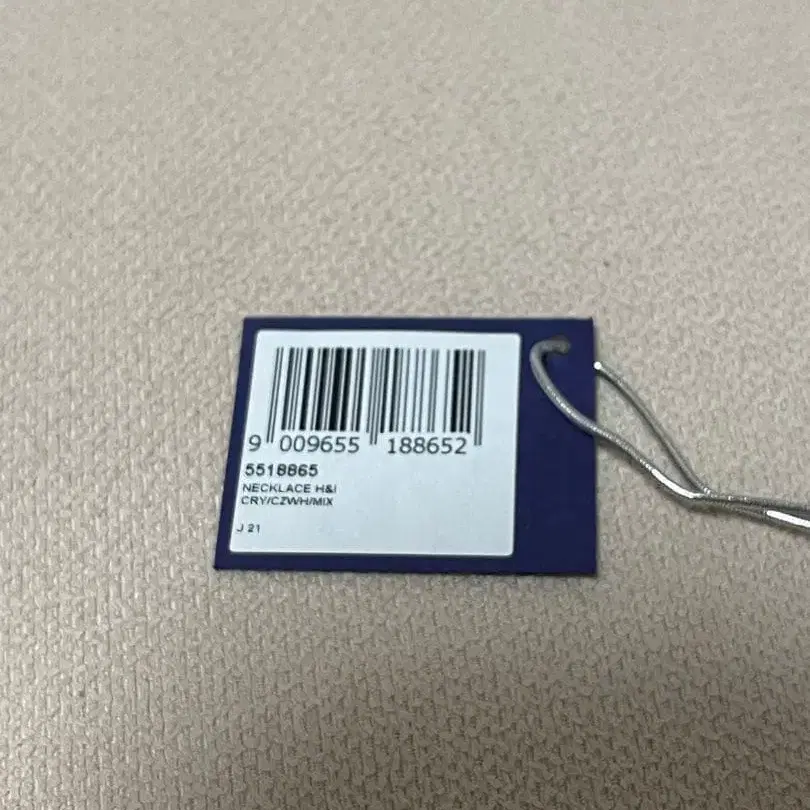 9 009655 188652
5518865
NECKLACE H&I
CRY/CZWH/MIX
J 21